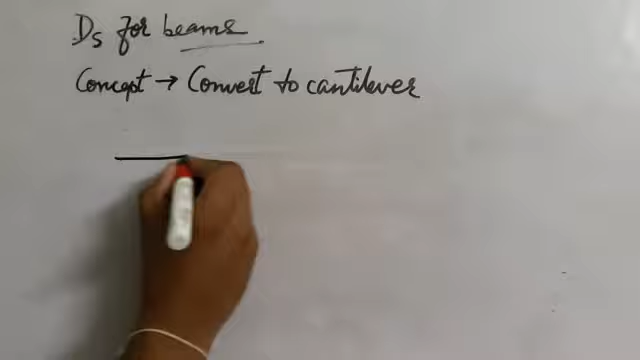 Ds for beams
Concept → Convert to cantilever